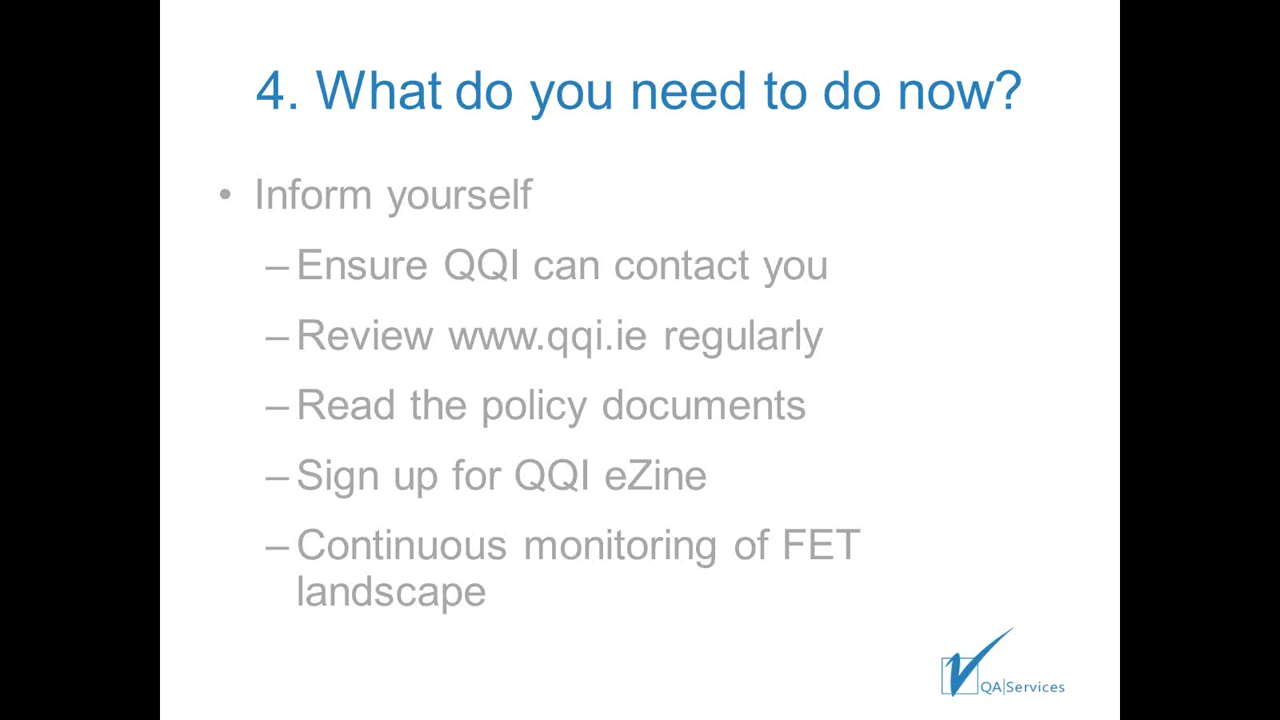 4. What do you need to do now?
• Inform yourself
– Ensure QQI can contact you
– Review www.qqi.ie regularly
– Read the policy documents
– Sign up for QQI eZine
– Continuous monitoring of FET
landscape
QA|Services